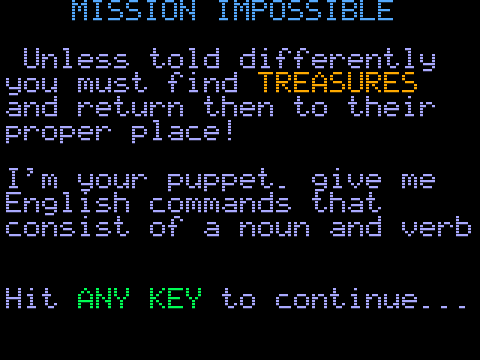 MISSION IMPOSSIBLE
Unless told differently
you must find TREASURES
and return then to their
proper place!
I'm your puppet. give me
English commands that
consist of a noun and verb
Hit ANY KEY to continue...